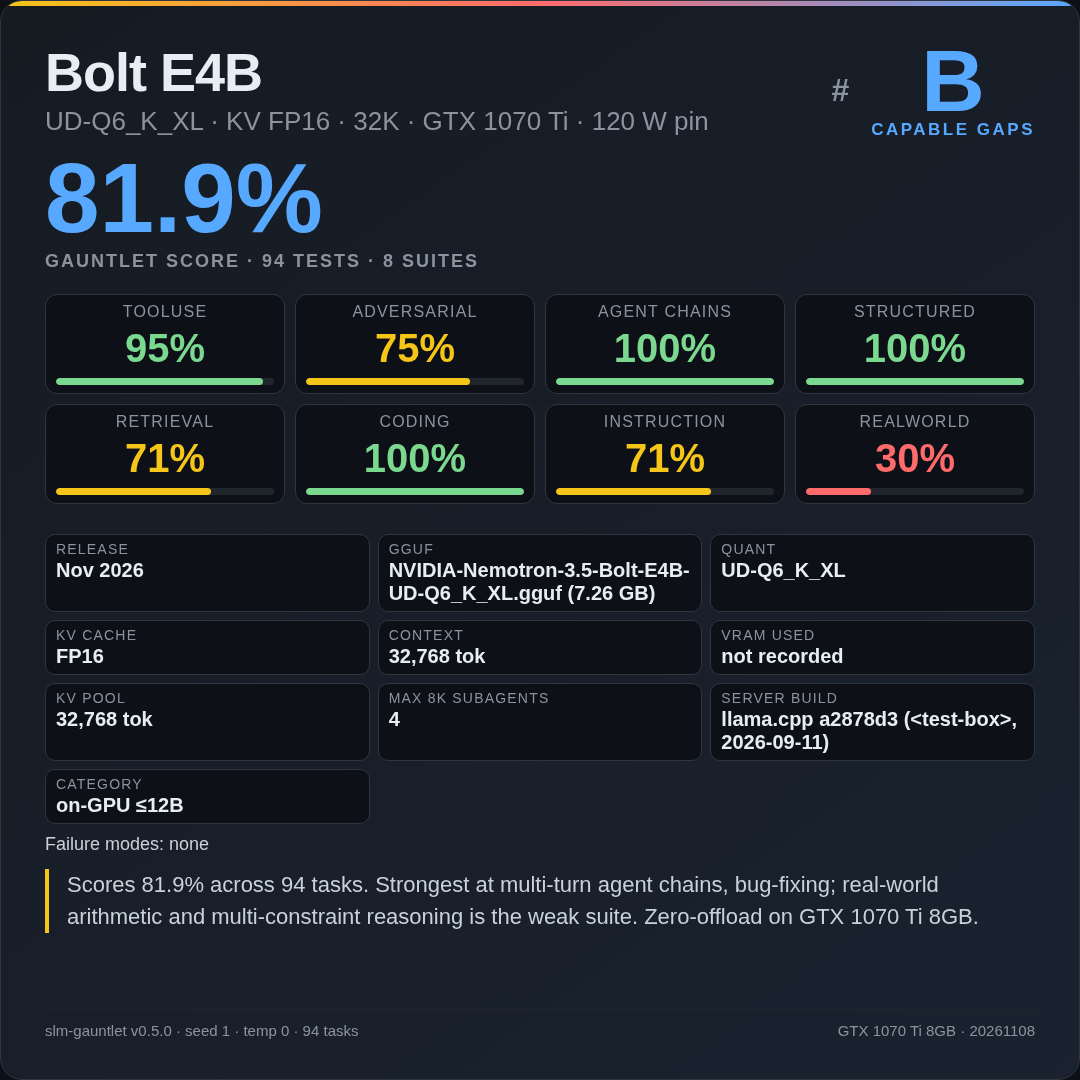 Bolt E4B
UD-Q6_K_XL · KV FP16 · 32K · GTX 1070 Ti · 120 W pin
#
B
CAPABLE GAPS
81.9%
GAUNTLET SCORE · 94 TESTS · 8 SUITES
TOOLUSE
95%
ADVERSARIAL
75%
AGENT CHAINS
100%
STRUCTURED
100%
RETRIEVAL
71%
CODING
100%
INSTRUCTION
71%
REALWORLD
30%
RELEASE
Nov 2026
GGUF
NVIDIA-Nemotron-3.5-Bolt-E4B-
UD-Q6_K_XL.gguf (7.26 GB)
QUANT
UD-Q6_K_XL
KV CACHE
FP16
CONTEXT
32,768 tok
VRAM USED
not recorded
KV POOL
32,768 tok
MAX 8K SUBAGENTS
4
SERVER BUILD
llama.cpp a2878d3 (<test-box>,
2026-09-11)
CATEGORY
on-GPU ≤12B
Failure modes: none
Scores 81.9% across 94 tasks. Strongest at multi-turn agent chains, bug-fixing; real-world
arithmetic and multi-constraint reasoning is the weak suite. Zero-offload on GTX 1070 Ti 8GB.
slm-gauntlet v0.5.0 · seed 1 · temp 0 · 94 tasks
GTX 1070 Ti 8GB · 20261108